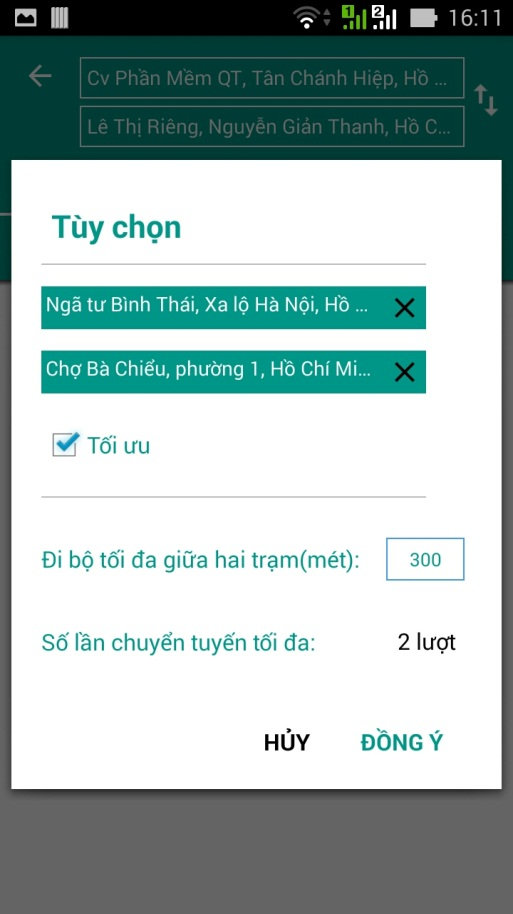 1 2 16:11
Cv Phần Mềm QT, Tân Chánh Hiệp, Hồ ...
Lê Thị Riêng, Nguyễn Giản Thanh, Hồ C...
Tùy chọn
Ngã tư Bình Thái, Xa lộ Hà Nội, Hồ ...
Chợ Bà Chiểu, phường 1, Hồ Chí Mi...
Tối ưu
Đi bộ tối đa giữa hai trạm(mét): 300
Số lần chuyển tuyến tối đa: 2 lượt
HỦY ĐỒNG Ý